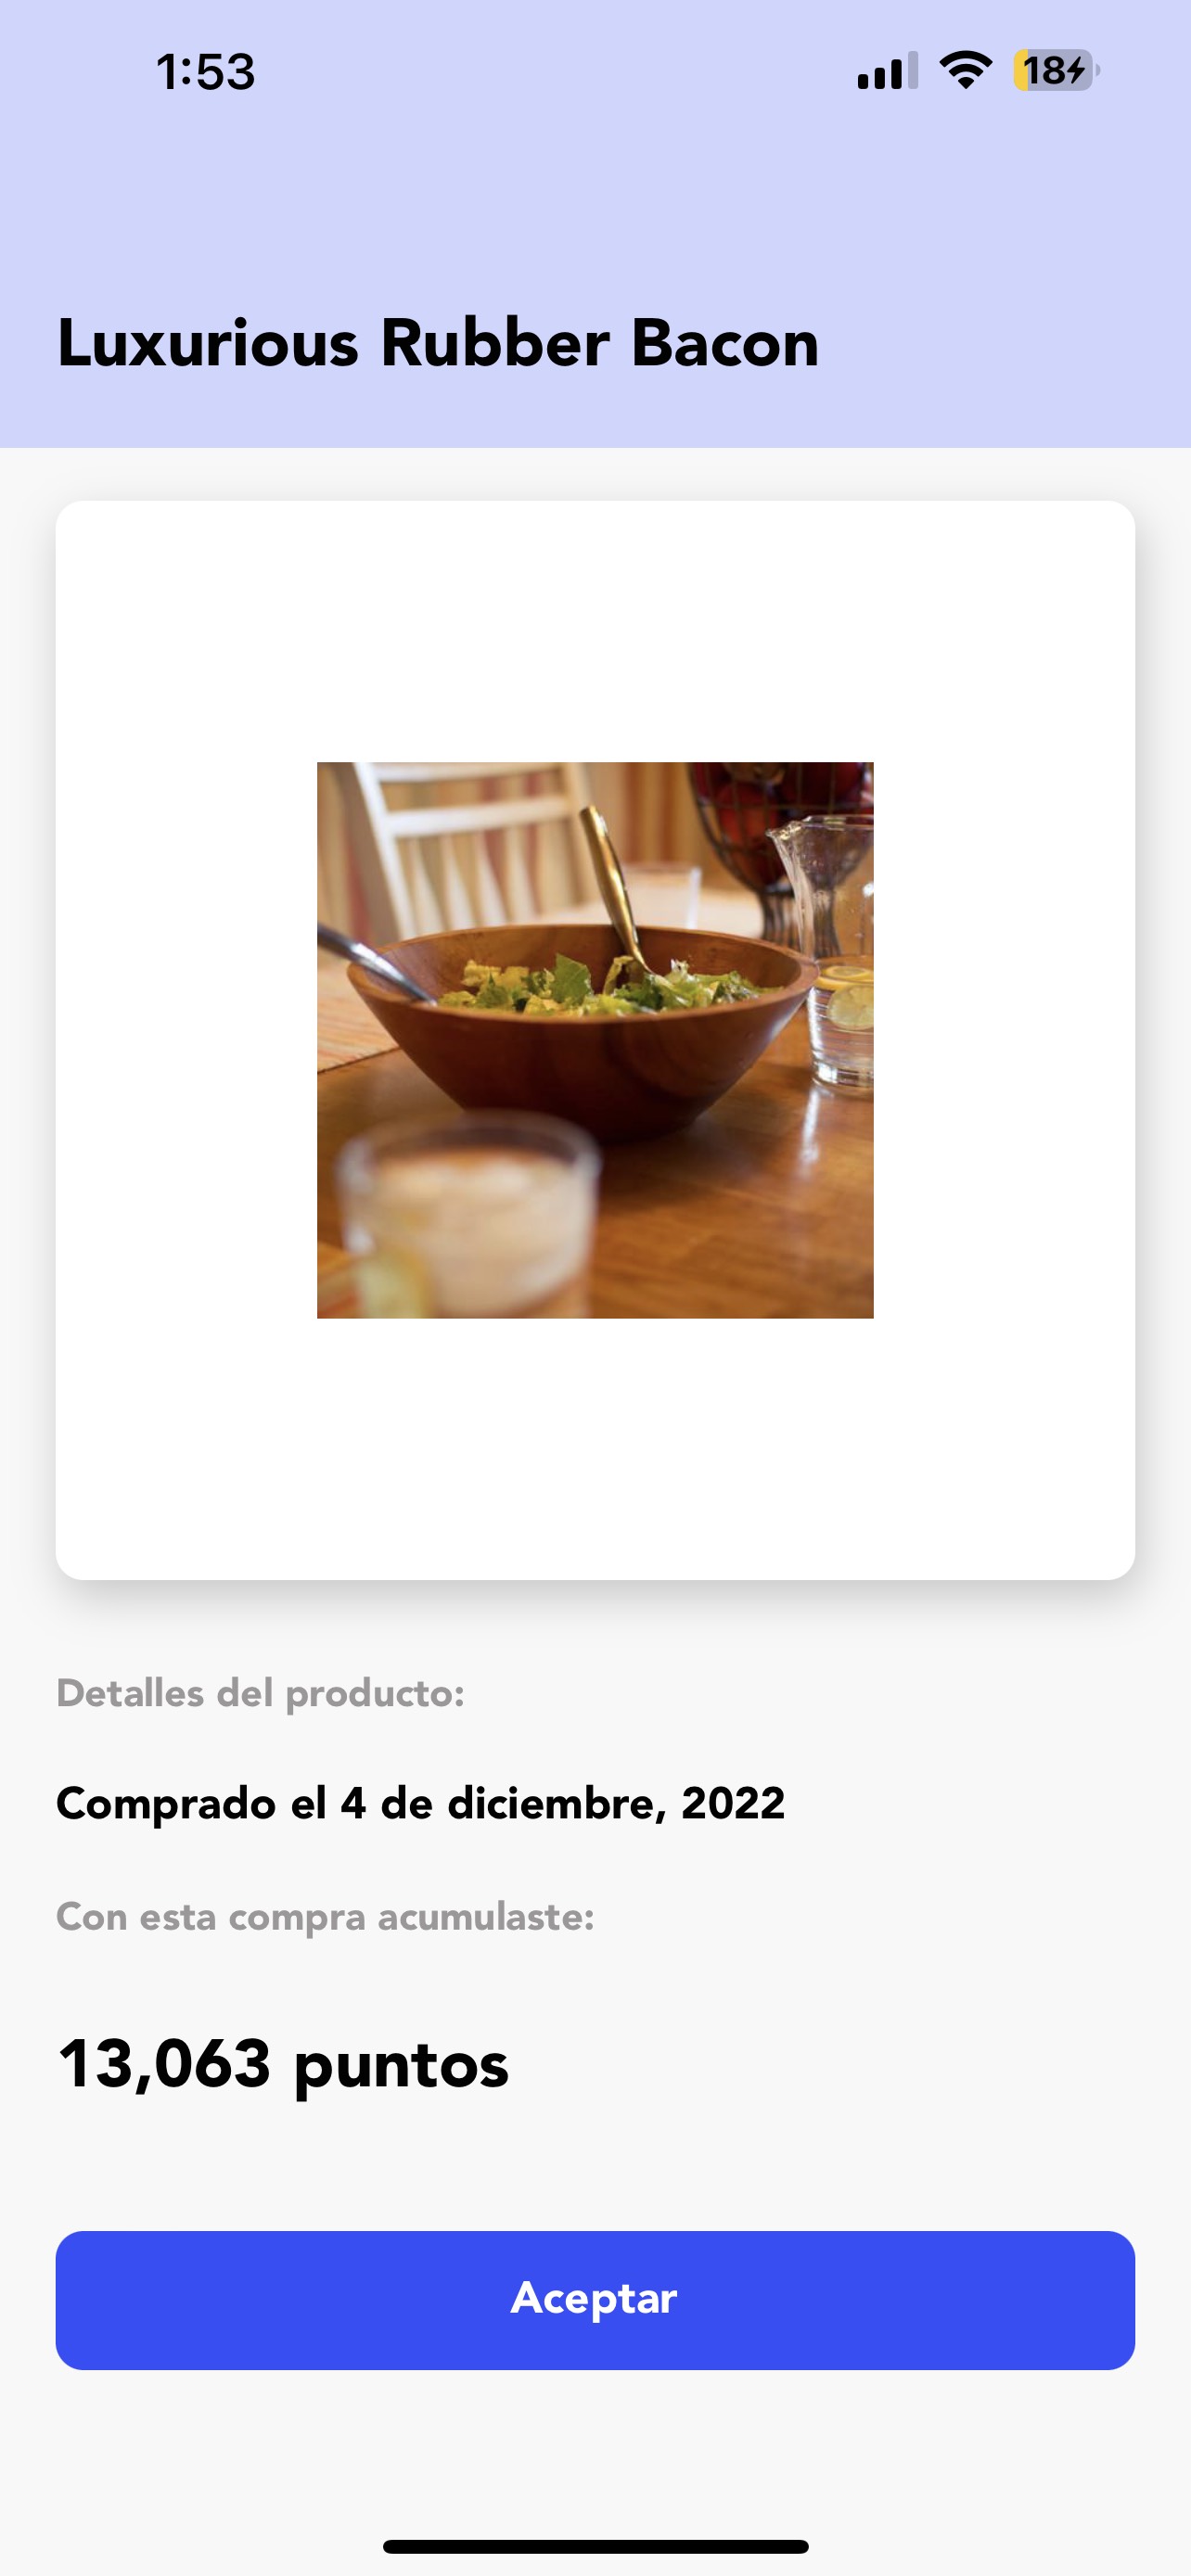 1:53
18
Luxurious Rubber Bacon
Detalles del producto:
Comprado el 4 de diciembre, 2022
Con esta compra acumulaste:
13,063 puntos
Aceptar